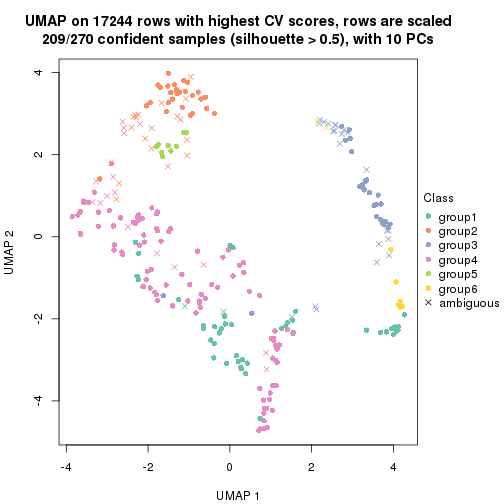 UMAP on 17244 rows with highest CV scores, rows are scaled
209/270 confident samples (silhouette > 0.5), with 10 PCs
4
2
0
-2
-4
UMAP 2
-4
-2
0
2
4
UMAP 1
Class
group1
group2
group3
group4
group5
group6
ambiguous